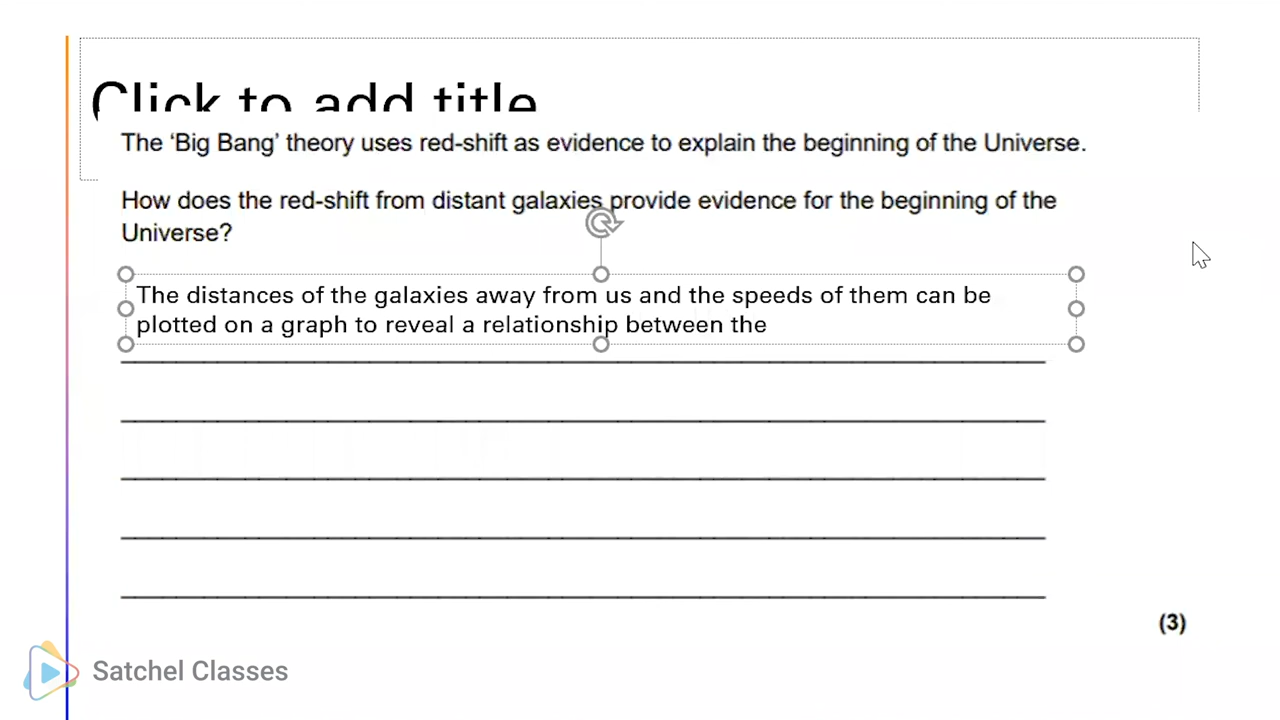 Click to add title
The ‘Big Bang’ theory uses red-shift as evidence to explain the beginning of the Universe.
How does the red-shift from distant galaxies provide evidence for the beginning of the
Universe?
The distances of the galaxies away from us and the speeds of them can be
plotted on a graph to reveal a relationship between the
(3)
Satchel Classes